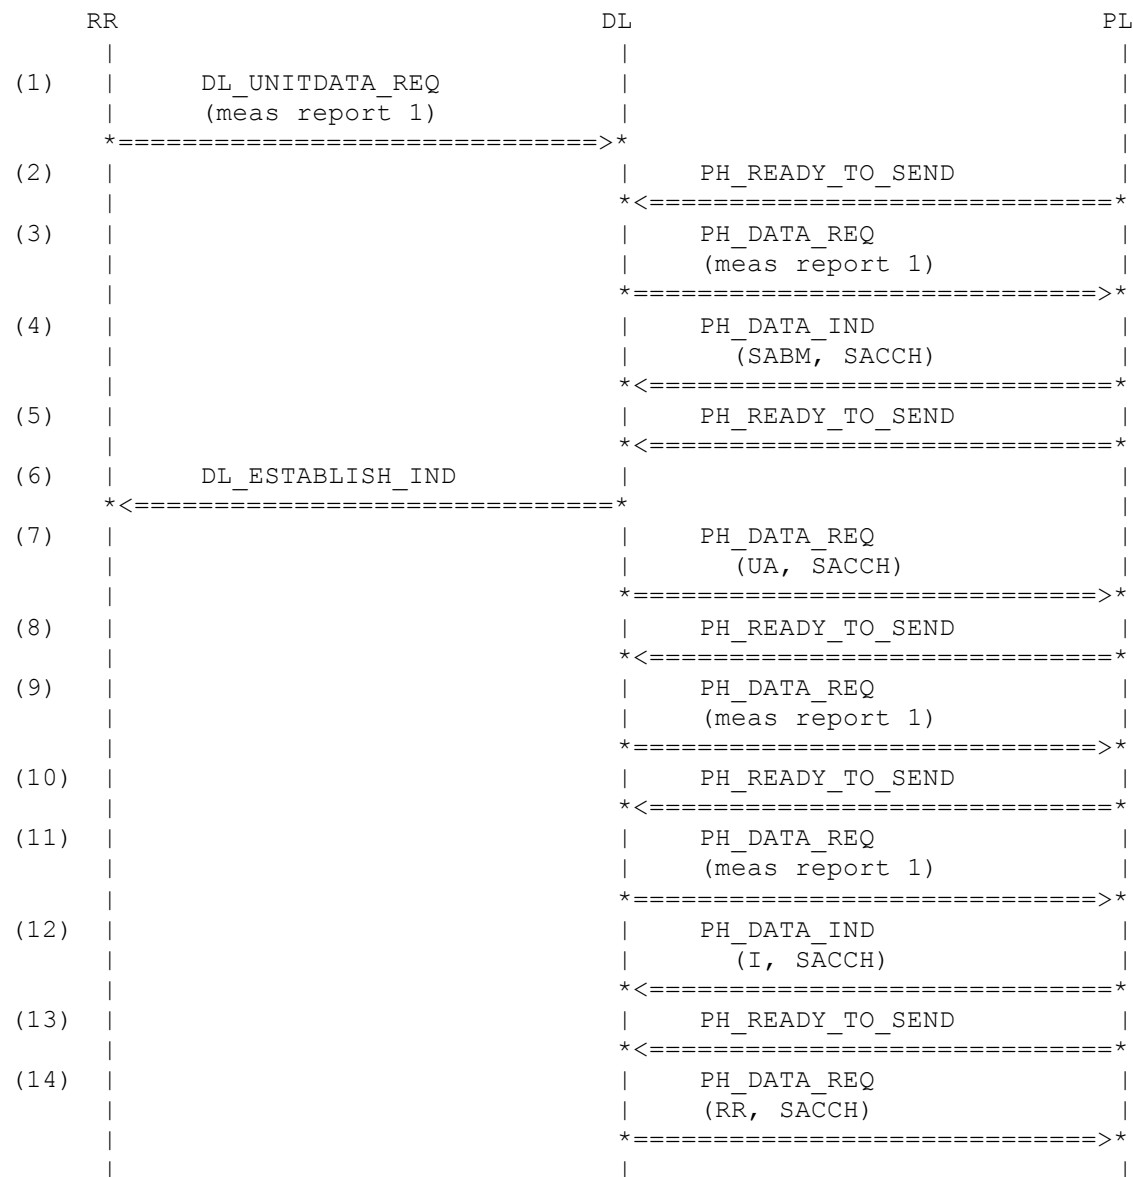 RR DL PL
| | |
(1) | DL_UNITDATA_REQ | |
| (meas report 1) | |
*==============================>* |
(2) | | PH_READY_TO_SEND |
| *<=============================*
(3) | | PH_DATA_REQ |
| | (meas report 1) |
| *=============================>*
(4) | | PH_DATA_IND |
| | (SABM, SACCH) |
| *<=============================*
(5) | | PH_READY_TO_SEND |
| *<=============================*
(6) | DL_ESTABLISH_IND | |
*<==============================* |
(7) | | PH_DATA_REQ |
| | (UA, SACCH) |
| *=============================>*
(8) | | PH_READY_TO_SEND |
| *<=============================*
(9) | | PH_DATA_REQ |
| | (meas report 1) |
| *=============================>*
(10) | | PH_READY_TO_SEND |
| *<=============================*
(11) | | PH_DATA_REQ |
| | (meas report 1) |
| *=============================>*
(12) | | PH_DATA_IND |
| | (I, SACCH) |
| *<=============================*
(13) | | PH_READY_TO_SEND |
| *<=============================*
(14) | | PH_DATA_REQ |
| | (RR, SACCH) |
| *=============================>*
| | |